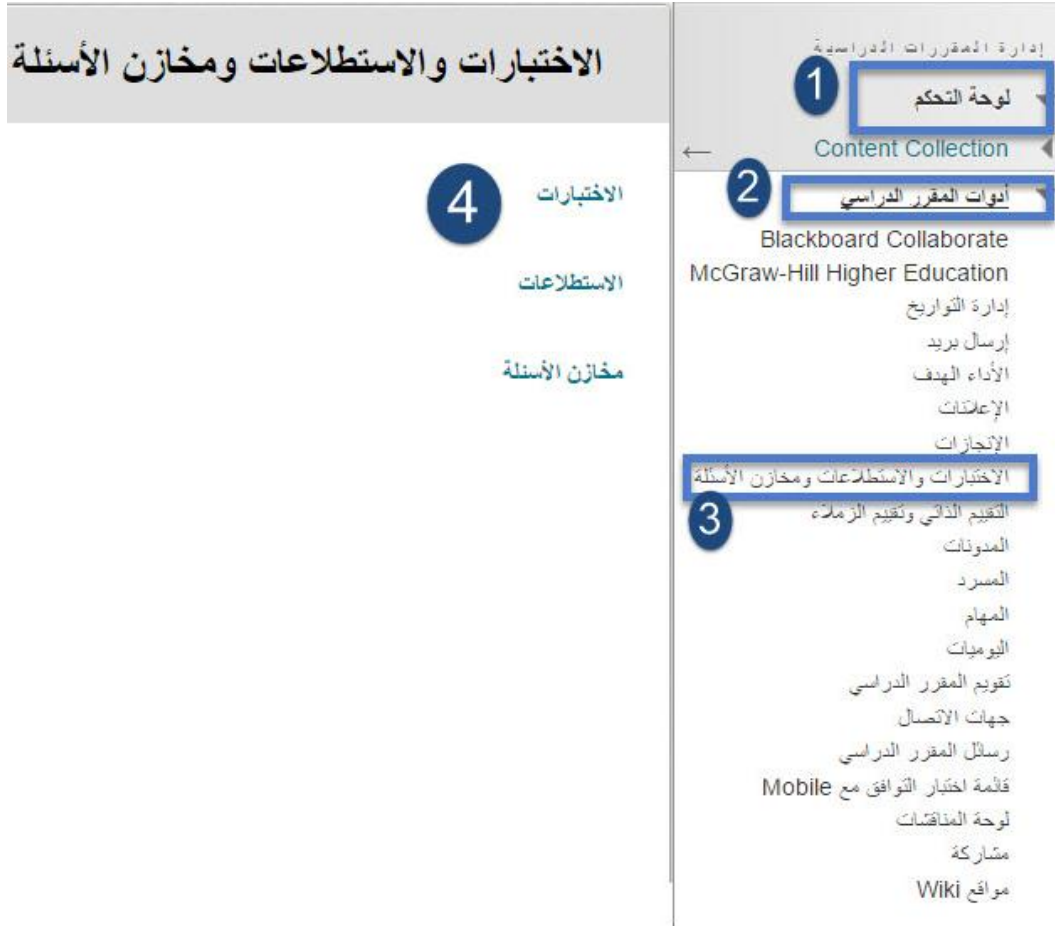 إدارة المقررات الدراسية
1
لوحة التحكم
Content Collection
2
أدوات المقرر الدراسي
Blackboard Collaborate
McGraw-Hill Higher Education
إدارة التواريخ
إرسال بريد
الأداء الهدف
الإعلانات
الإنجازات
الاختبارات والاستطلاعات ومخازن الأسئلة
3
التقييم الذاتي وتقييم الزملاء
المدونات
المسرد
المهام
اليوميات
تقويم المقرر الدراسي
جهات الاتصال
رسائل المقرر الدراسي
قائمة اختبار التوافق مع Mobile
لوحة المناقشات
مشاركة
مواقع Wiki
الاختبارات والاستطلاعات ومخازن الأسئلة
الاختبارات
4
الاستطلاعات
مخازن الأسئلة